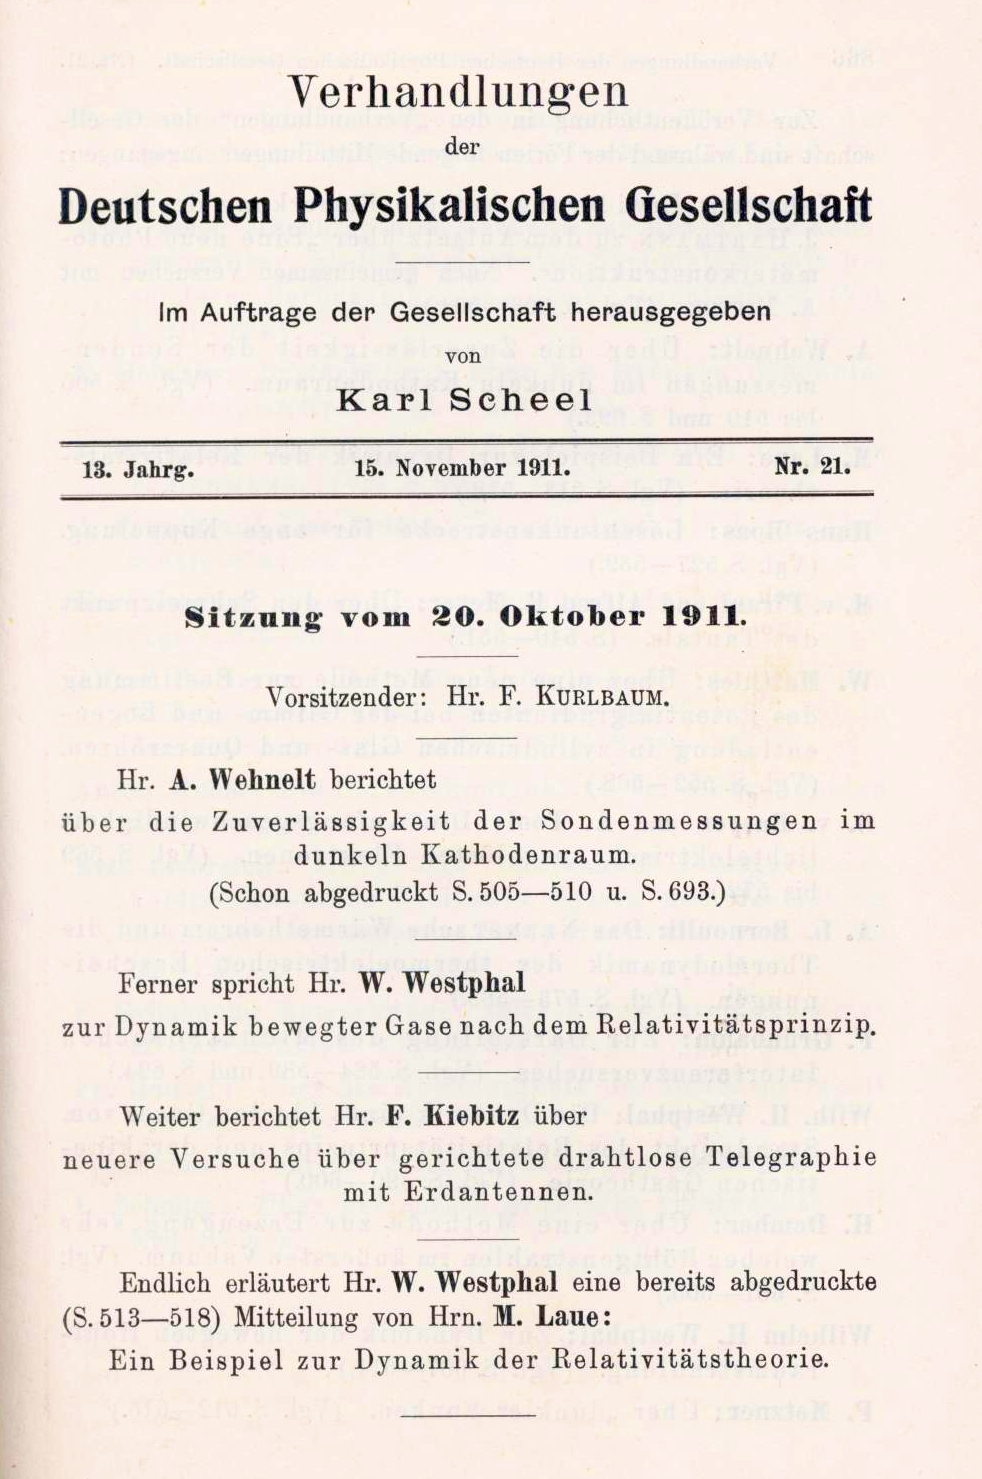 Verhandlungen
der
Deutschen Physikalischen Gesellschaft
Im Auftrage der Gesellschaft herausgegeben
von
Karl Scheel
13. Jahrg. 15. November 1911. Nr. 21.
Sitzung vom 20. Oktober 1911.
Vorsitzender: Hr. F. KURLBAUM.
Hr. A. Wehnelt berichtet
über die Zuverlässigkeit der Sondenmessungen im
dunkeln Kathodenraum.
(Schon abgedruckt S. 505—510 u. S. 693.)
Ferner spricht Hr. W. Westphal
zur Dynamik bewegter Gase nach dem Relativitätsprinzip.
Weiter berichtet Hr. F. Kiebitz über
neuere Versuche über gerichtete drahtlose Telegraphie
mit Erdantennen.
Endlich erläutert Hr. W. Westphal eine bereits abgedruckte
(S. 513—518) Mitteilung von Hrn. M. Laue:
Ein Beispiel zur Dynamik der Relativitätstheorie.